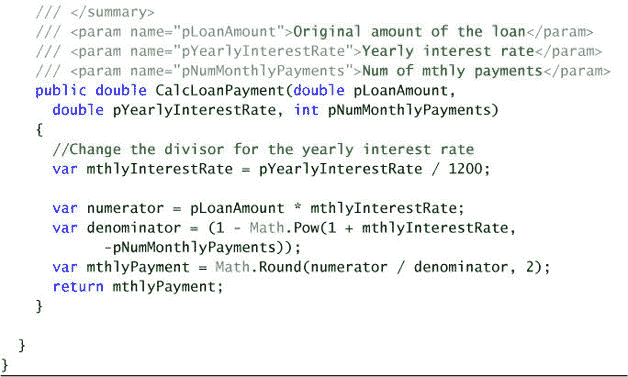 /// </summary>
/// <param name="pLoanAmount">Original amount of the loan</param>
/// <param name="pYearlyInterestRate">Yearly interest rate</param>
/// <param name="pNumMonthlyPayments">Num of mthly payments</param>
public double CalcLoanPayment(double pLoanAmount,
double pYearlyInterestRate, int pNumMonthlyPayments)
{
//Change the divisor for the yearly interest rate
var mthlyInterestRate = pYearlyInterestRate / 1200;
var numerator = pLoanAmount * mthlyInterestRate;
var denominator = (1 - Math.Pow(1 + mthlyInterestRate,
-pNumMonthlyPayments));
var mthlyPayment = Math.Round(numerator / denominator, 2);
return mthlyPayment;
}
}
}